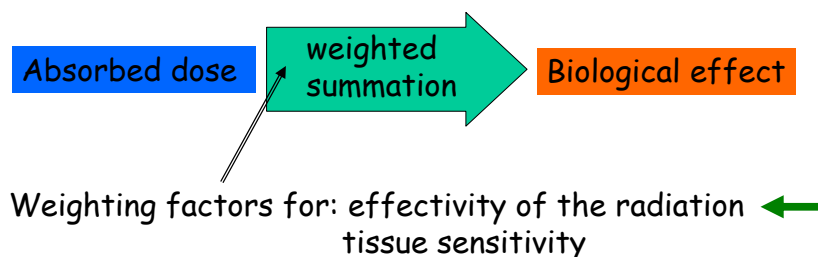 Absorbed dose
weighted
summation
Biological effect
Weighting factors for: effectivity of the radiation
tissue sensitivity